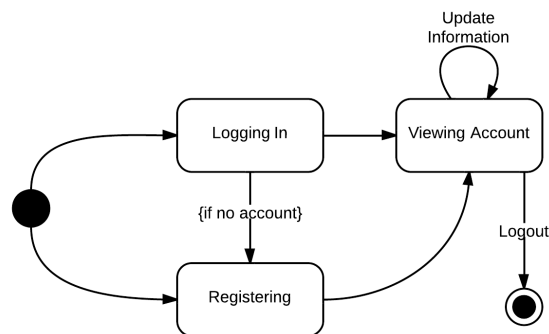 Update
Information
Logging In
Viewing Account
{if no account}
Logout
Registering